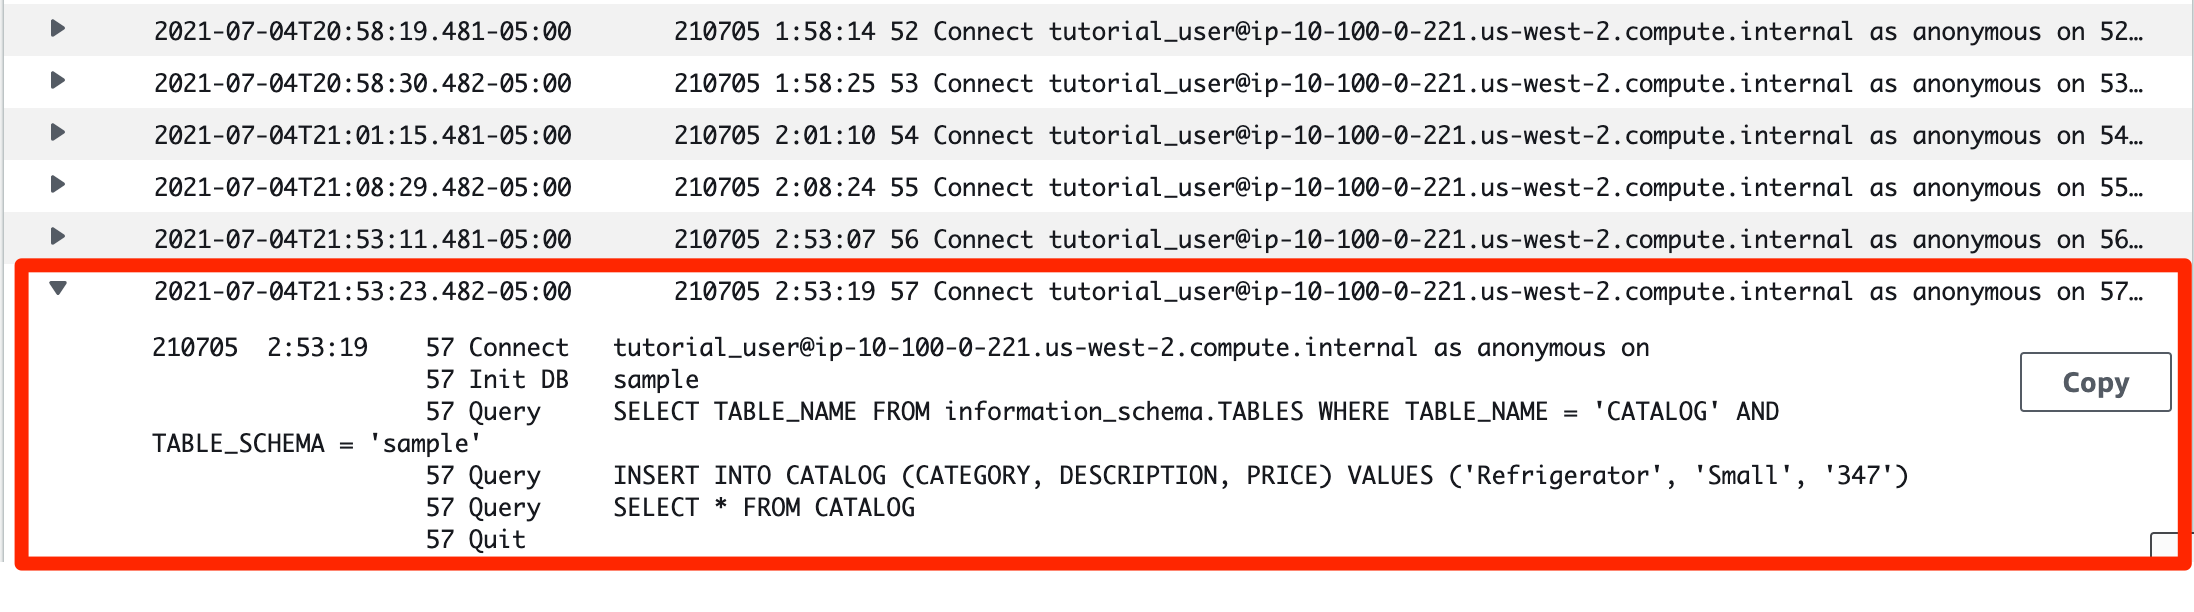 2021-07-04T20:58:19.481-05:00 210705 1:58:14 52 Connect tutorial_user@ip-10-100-0-221.us-west-2.compute.internal as anonymous on 52…
2021-07-04T20:58:30.482-05:00 210705 1:58:25 53 Connect tutorial_user@ip-10-100-0-221.us-west-2.compute.internal as anonymous on 53…
2021-07-04T21:01:15.481-05:00 210705 2:01:10 54 Connect tutorial_user@ip-10-100-0-221.us-west-2.compute.internal as anonymous on 54…
2021-07-04T21:08:29.482-05:00 210705 2:08:24 55 Connect tutorial_user@ip-10-100-0-221.us-west-2.compute.internal as anonymous on 55…
2021-07-04T21:53:11.481-05:00 210705 2:53:07 56 Connect tutorial_user@ip-10-100-0-221.us-west-2.compute.internal as anonymous on 56…
2021-07-04T21:53:23.482-05:00 210705 2:53:19 57 Connect tutorial_user@ip-10-100-0-221.us-west-2.compute.internal as anonymous on 57…
210705 2:53:19 57 Connect tutorial_user@ip-10-100-0-221.us-west-2.compute.internal as anonymous on
57 Init DB sample
Copy
57 Query SELECT TABLE_NAME FROM information_schema.TABLES WHERE TABLE_NAME = 'CATALOG' AND
TABLE_SCHEMA = 'sample'
57 Query INSERT INTO CATALOG (CATEGORY, DESCRIPTION, PRICE) VALUES ('Refrigerator', 'Small', '347')
57 Query SELECT * FROM CATALOG
57 Quit